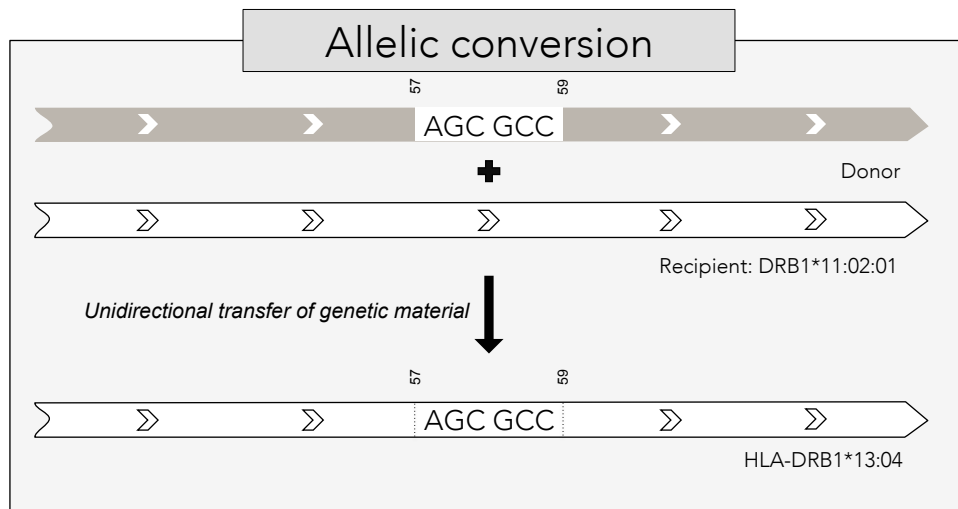 Allelic conversion
57 59
AGC GCC
Donor
Recipient: DRB1*11:02:01
Unidirectional transfer of genetic material
57 59
AGC GCC
HLA-DRB1*13:04